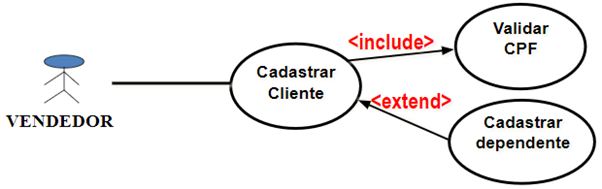 VENDEDOR
Cadastrar
Cliente
<include>
Validar
CPF
<extend>
Cadastrar
dependente